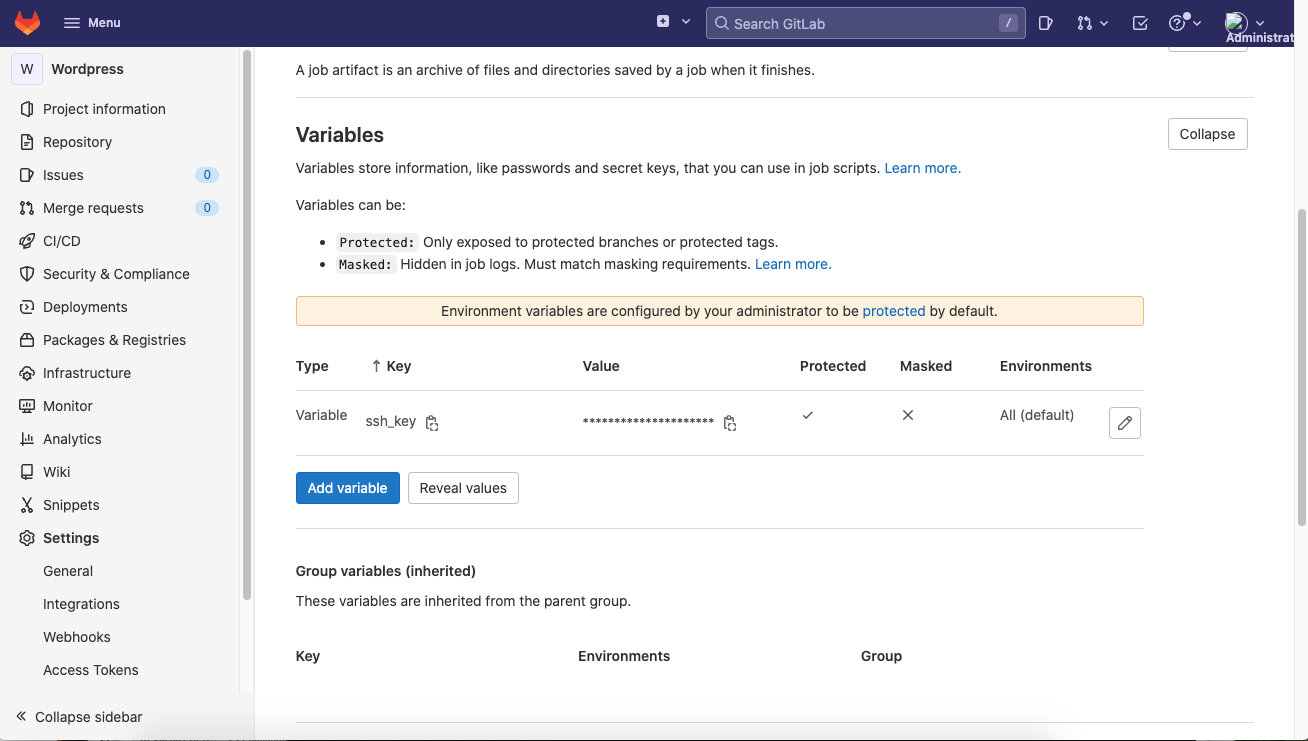 Menu
Search GitLab
/
Administrat
W
Wordpress
Project information
Repository
Issues 0
Merge requests 0
CI/CD
Security & Compliance
Deployments
Packages & Registries
Infrastructure
Monitor
Analytics
Wiki
Snippets
Settings
General
Integrations
Webhooks
Access Tokens
Collapse sidebar
A job artifact is an archive of files and directories saved by a job when it finishes.
Variables
Collapse
Variables store information, like passwords and secret keys, that you can use in job scripts. Learn more.
Variables can be:
Protected: Only exposed to protected branches or protected tags.
Masked: Hidden in job logs. Must match masking requirements. Learn more.
Environment variables are configured by your administrator to be protected by default.
Type ↑ Key Value Protected Masked Environments
Variable ssh_key ********************* All (default)
Add variable Reveal values
Group variables (inherited)
These variables are inherited from the parent group.
Key Environments Group